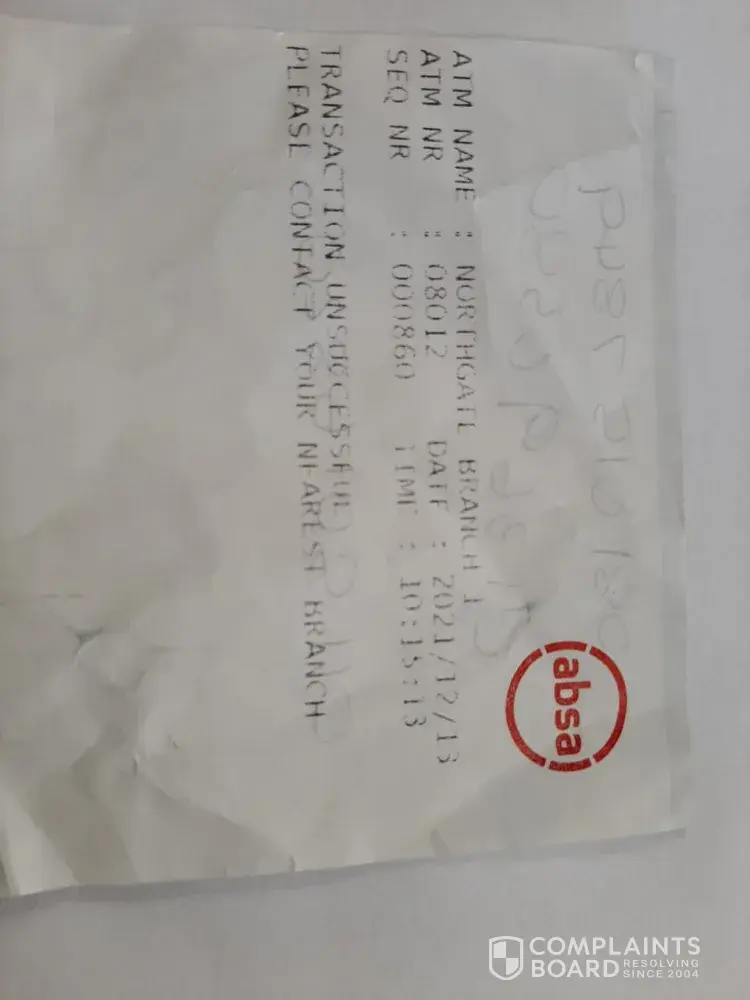 absa
ATM NAME : NORTHGATE BRANCH 1
ATM NR : 08012 DATE : 2021/12/13
SEQ NR : 000860 TIME : 10:15:13
TRANSACTION UNSUCCESSFUL
PLEASE CONTACT YOUR NEAREST BRANCH
COMPLAINTS
BOARD RESOLVING
SINCE 2004